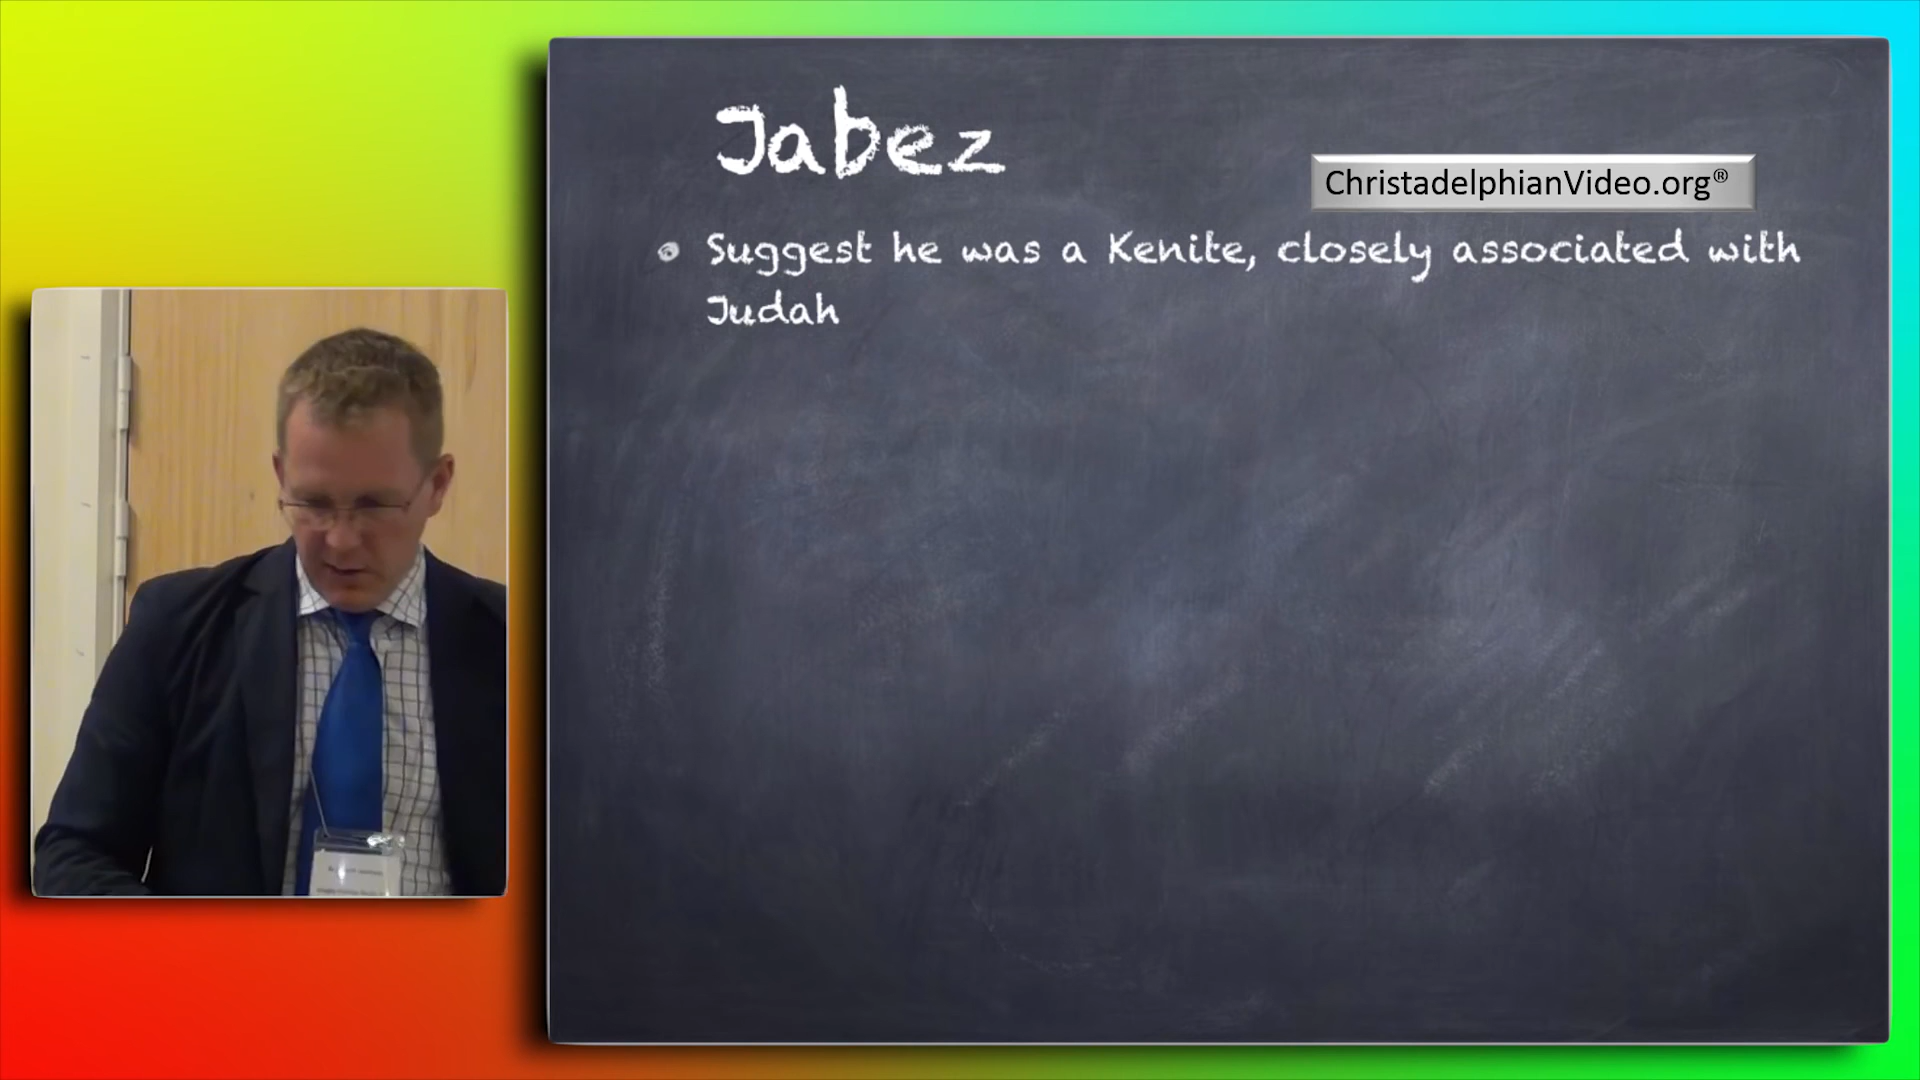 Jabez
ChristadelphianVideo.org®
Suggest he was a Kenite, closely associated with
Judah